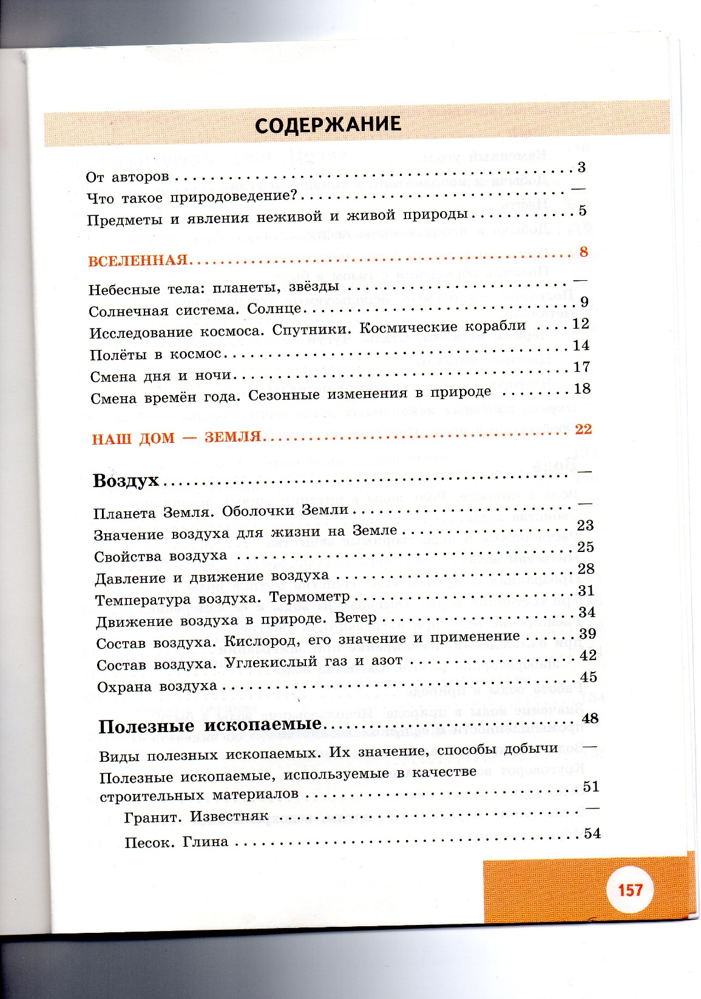 СОДЕРЖАНИЕ
От авторов ........................................... 3
Что такое природоведение? .............................. —
Предметы и явления неживой и живой природы ............ 5
ВСЕЛЕННАЯ ........................................... 8
Небесные тела: планеты, звёзды ......................... —
Солнечная система. Солнце .............................. 9
Исследование космоса. Спутники. Космические корабли .... 12
Полёты в космос ....................................... 14
Смена дня и ночи ...................................... 17
Смена времён года. Сезонные изменения в природе ........ 18
НАШ ДОМ — ЗЕМЛЯ ................................... 22
Воздух ................................................ —
Планета Земля. Оболочки Земли ......................... —
Значение воздуха для жизни на Земле ................... 23
Свойства воздуха ...................................... 25
Давление и движение воздуха ........................... 28
Температура воздуха. Термометр ........................ 31
Движение воздуха в природе. Ветер ..................... 34
Состав воздуха. Кислород, его значение и применение ...... 39
Состав воздуха. Углекислый газ и азот ................... 42
Охрана воздуха ........................................ 45
Полезные ископаемые .................................. 48
Виды полезных ископаемых. Их значение, способы добычи —
Полезные ископаемые, используемые в качестве
строительных материалов ............................... 51
Гранит. Известняк ..................................... —
Песок. Глина .......................................... 54
157